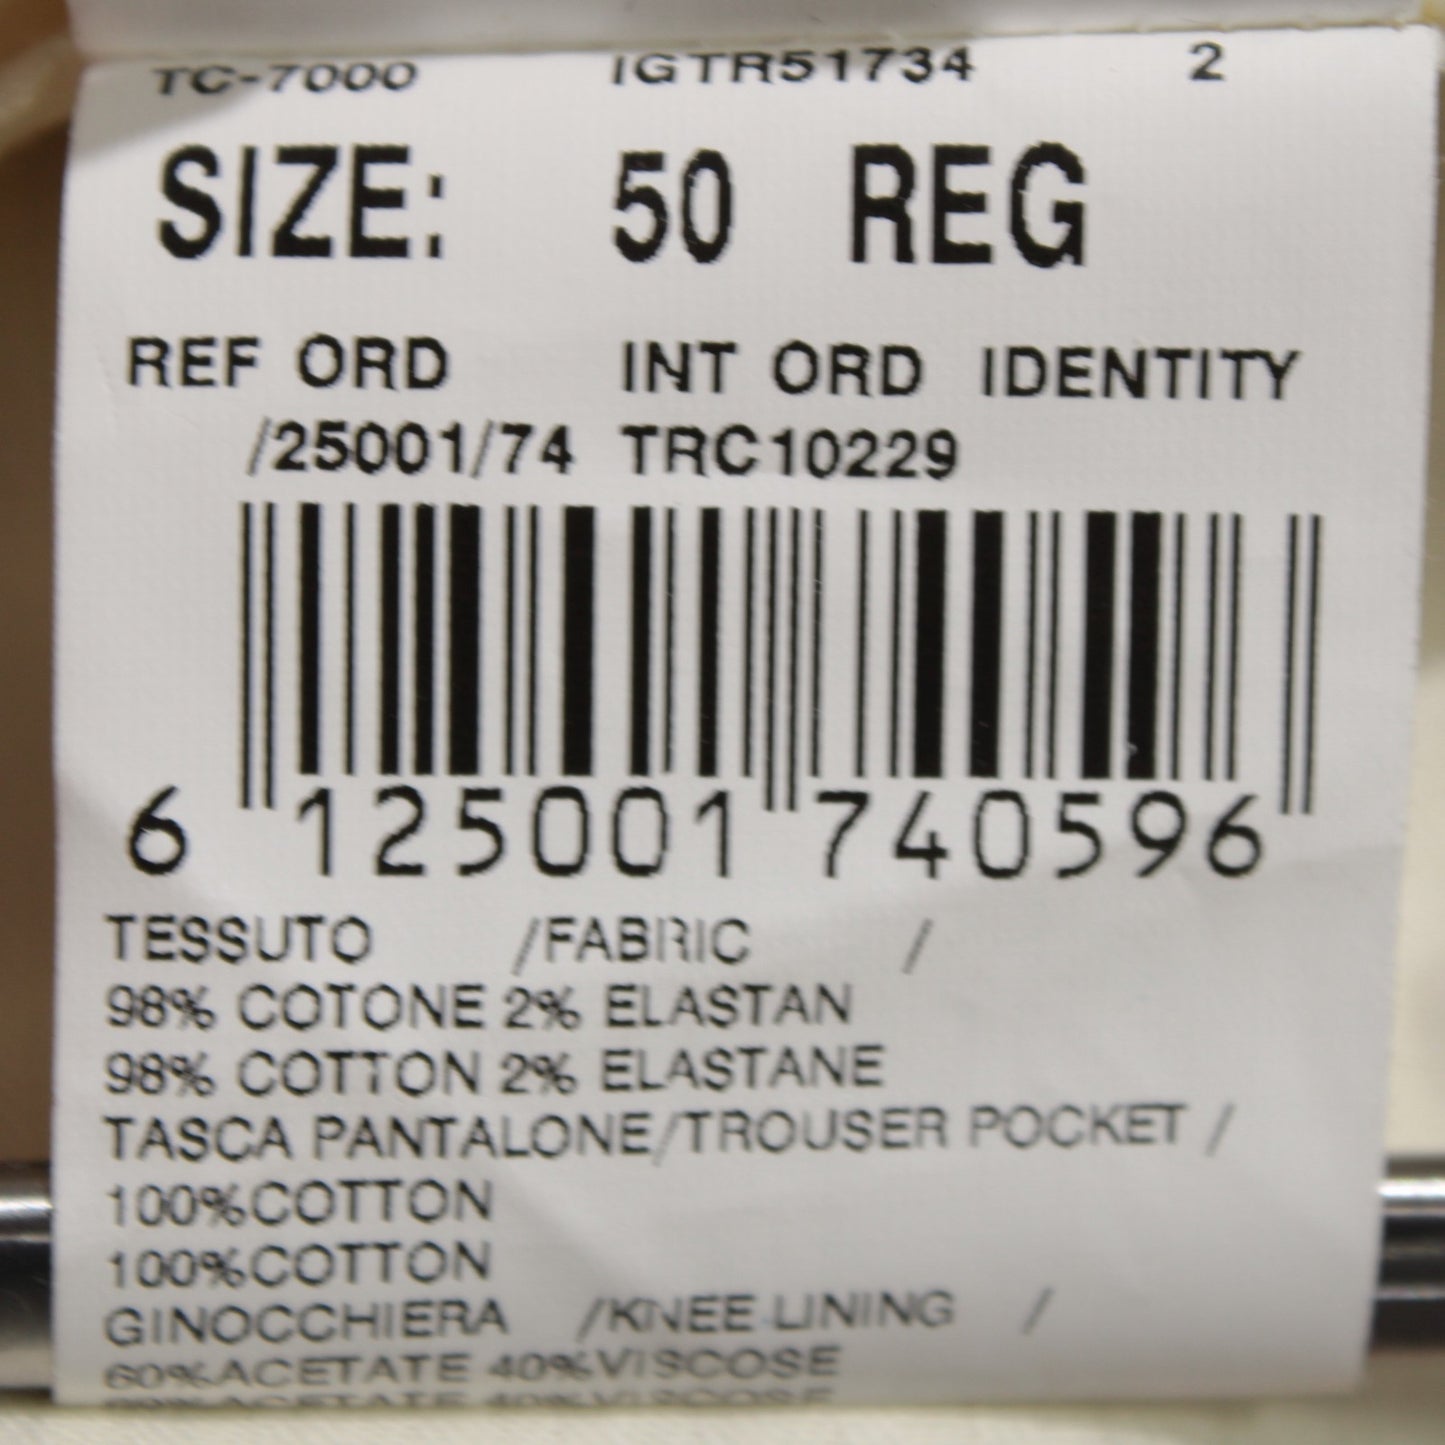 TC-7000 IGTR51734 2
SIZE: 50 REG
REF ORD INT ORD IDENTITY
/25001/74 TRC10229
6 125001 740596
TESSUTO /FABRIC /
98% COTONE 2% ELASTAN
98% COTTON 2% ELASTANE
TASCA PANTALONE/TROUSER POCKET /
100%COTTON
100%COTTON
GINOCCHIERA /KNEE LINING /
60%ACETATE 40%VISCOSE